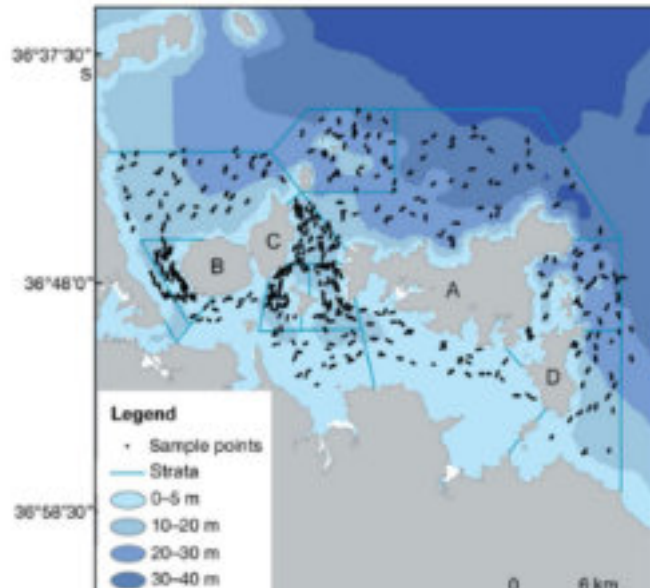 36°37'30"
S
C
B
36°48'0"
A
D
Legend
Sample points
Strata
0–5 m
10–20 m
20–30 m
36°58'30"
30–40 m
0 6 km